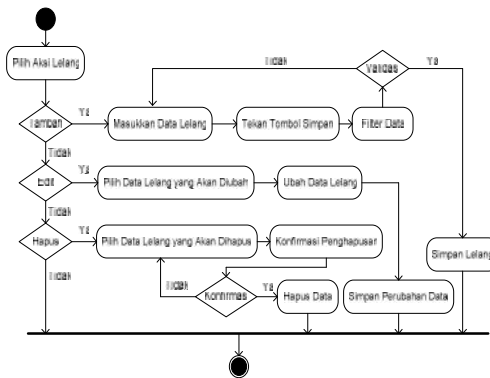 Pilih Aksi Lelang
Tidak
Validasi
Ya
Tambah
Ya
Masukkan Data Lelang
Tekan Tombol Simpan
Filter Data
Tidak
Edit
Ya
Pilih Data Lelang yang Akan Diubah
Ubah Data Lelang
Tidak
Hapus
Ya
Pilih Data Lelang yang Akan Dihapus
Konfirmasi Penghapusan
Simpan Lelang
Tidak
Tidak
Konfirmasi
Ya
Hapus Data
Simpan Perubahan Data